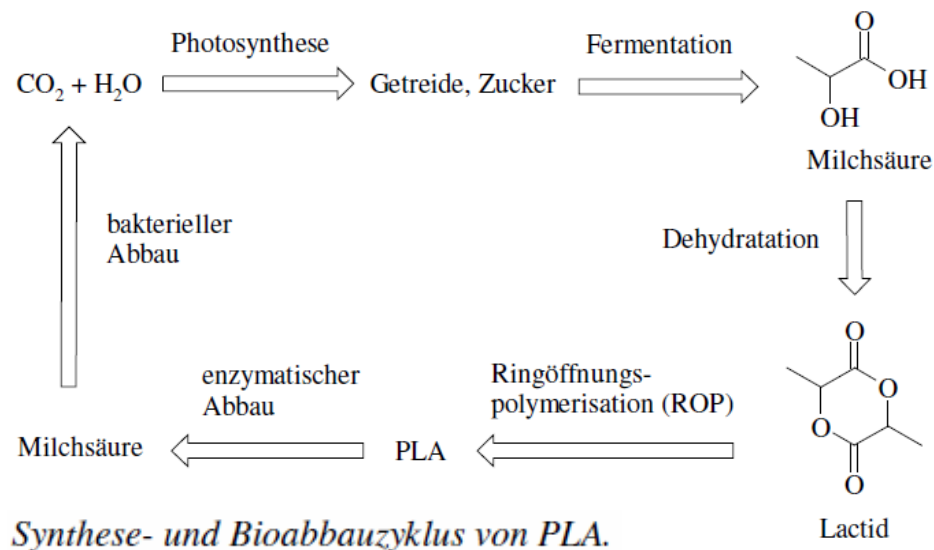 Photosynthese
Fermentation
CO₂ + H₂O
Getreide, Zucker
O
OH
OH
Milchsäure
bakterieller
Abbau
Dehydratation
O
O
O
O
enzymatischer
Abbau
Ringöffnungs-
polymerisation (ROP)
Milchsäure
PLA
Lactid
Synthese- und Bioabbauzyklus von PLA.